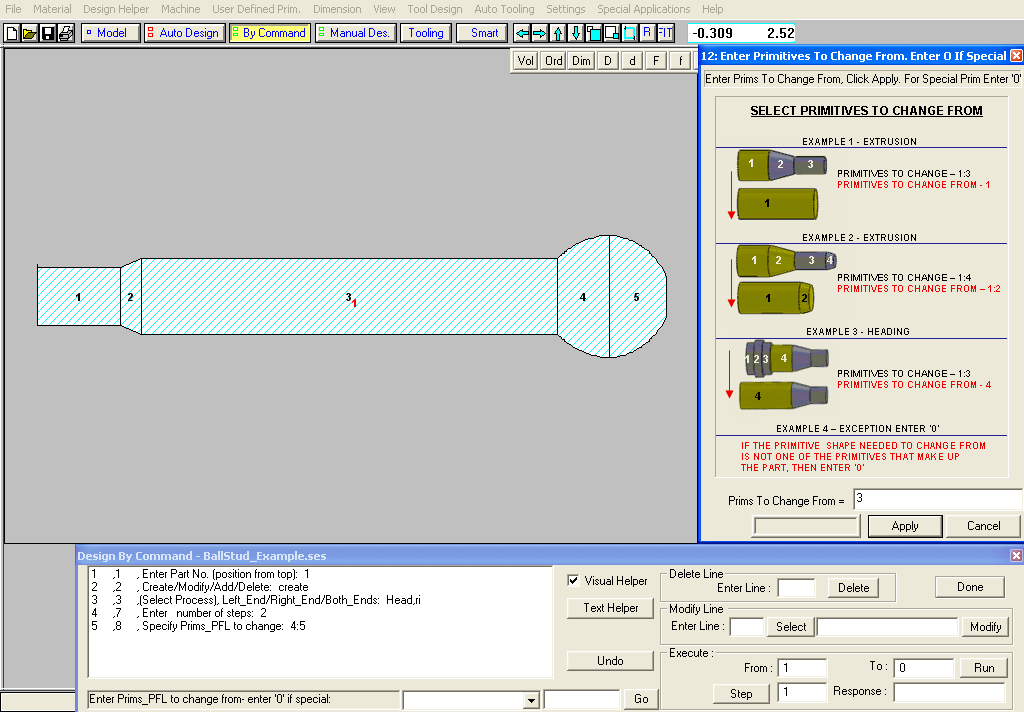 File Material Design Helper Machine User Defined Prim. Dimension View Tool Design Auto Tooling Settings Special Applications Help
Model Auto Design By Command Manual Des. Tooling Smart R FIT -0.309 2.52
Vol Ord Dim D d F f
1 2 3 1 4 5
12: Enter Primitives To Change From. Enter O If Special
Enter Prims To Change From, Click Apply. For Special Prim Enter '0'
SELECT PRIMITIVES TO CHANGE FROM
EXAMPLE 1 - EXTRUSION
1 2 3
PRIMITIVES TO CHANGE – 1:3
PRIMITIVES TO CHANGE FROM - 1
1
EXAMPLE 2 - EXTRUSION
1 2 3 4
PRIMITIVES TO CHANGE – 1:4
PRIMITIVES TO CHANGE FROM – 1:2
1 2
EXAMPLE 3 - HEADING
1 2 3 4
PRIMITIVES TO CHANGE – 1:3
PRIMITIVES TO CHANGE FROM - 4
4
EXAMPLE 4 – EXCEPTION ENTER '0'
IF THE PRIMITIVE SHAPE NEEDED TO CHANGE FROM
IS NOT ONE OF THE PRIMITIVES THAT MAKE UP
THE PART, THEN ENTER '0'
Prims To Change From = 3
Apply Cancel
Design By Command - BallStud_Example.ses
1 ,1 , Enter Part No. (position from top): 1
2 ,2 , Create/Modify/Add/Delete: create
3 ,3 ,(Select Process), Left_End/Right_End/Both_Ends: Head,ri
4 ,7 , Enter number of steps: 2
5 ,8 , Specify Prims_PFL to change: 4:5
Visual Helper
Text Helper
Undo
Enter Prims_PFL to change from- enter '0' if special:
Go
Delete Line
Enter Line : Delete
Done
Modify Line
Enter Line : Select Modify
Execute :
From : 1 To : 0 Run
Step 1 Response :